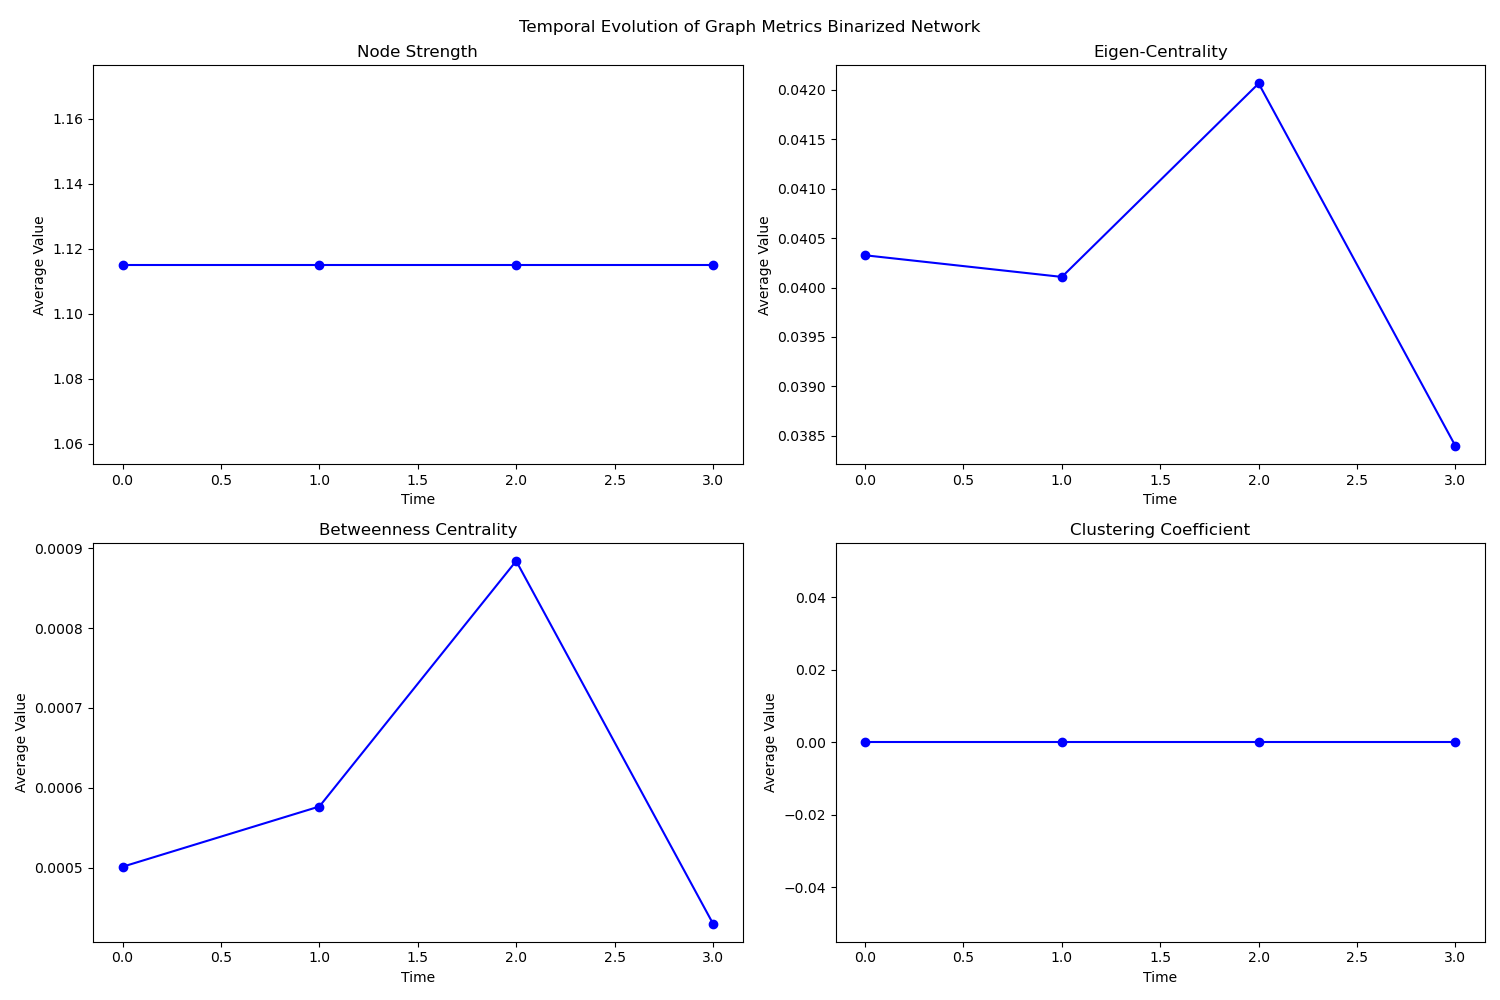 Temporal Evolution of Graph Metrics Binarized Network
Node Strength
1.16
1.14
1.12
1.10
1.08
1.06
Average Value
0.0 0.5 1.0 1.5 2.0 2.5 3.0
Time
Eigen-Centrality
0.0420
0.0415
0.0410
0.0405
0.0400
0.0395
0.0390
0.0385
Average Value
0.0 0.5 1.0 1.5 2.0 2.5 3.0
Time
Betweenness Centrality
0.0009
0.0008
0.0007
0.0006
0.0005
Average Value
0.0 0.5 1.0 1.5 2.0 2.5 3.0
Time
Clustering Coefficient
0.04
0.02
0.00
−0.02
−0.04
Average Value
0.0 0.5 1.0 1.5 2.0 2.5 3.0
Time